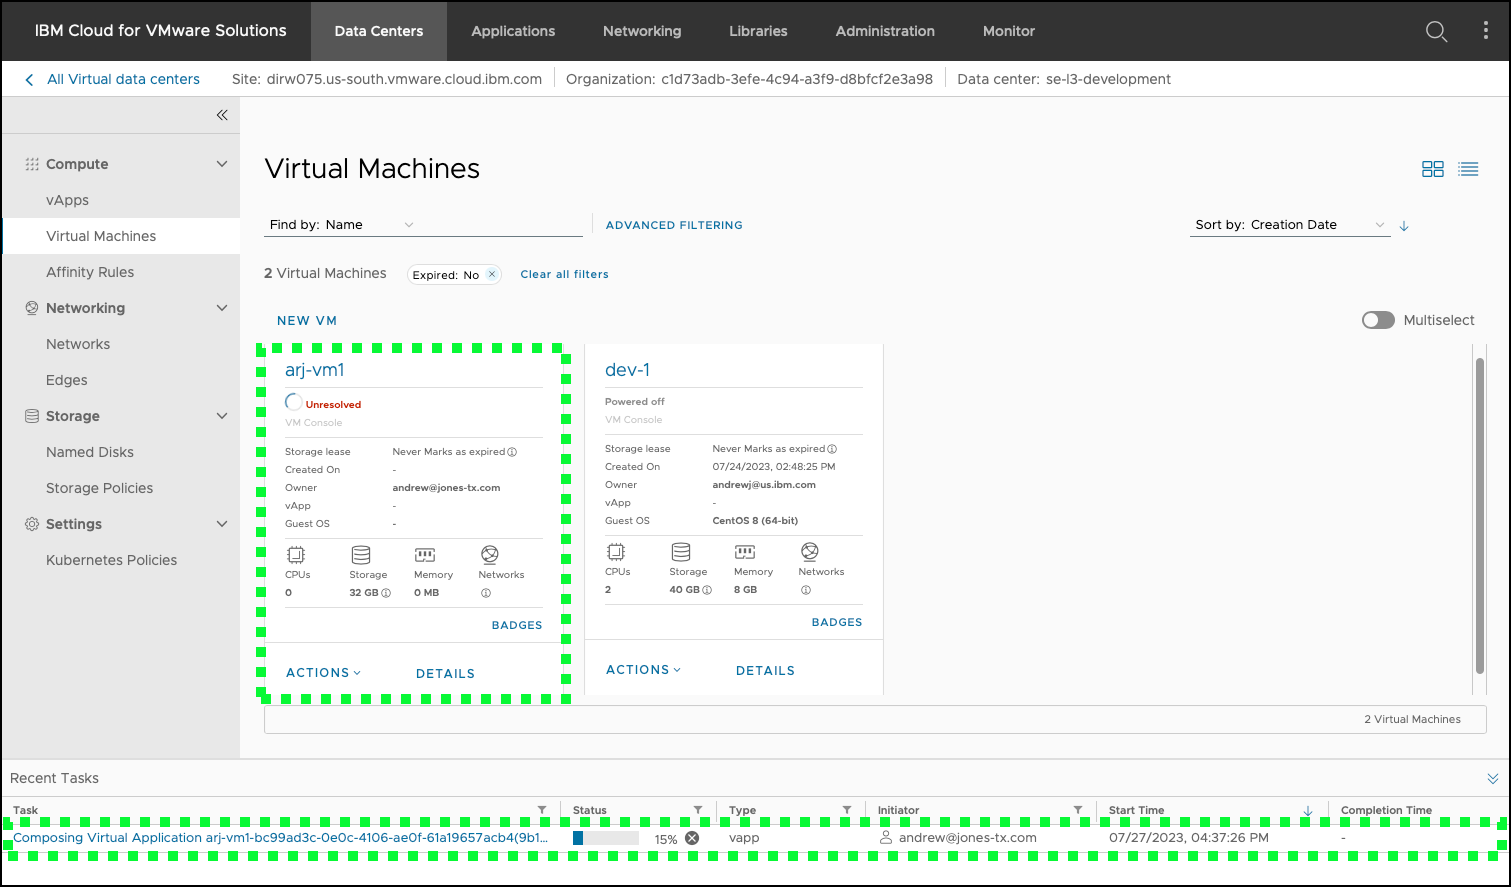 IBM Cloud for VMware Solutions Data Centers Applications Networking Libraries Administration Monitor
All Virtual data centers Site: dirw075.us-south.vmware.cloud.ibm.com Organization: c1d73adb-3efe-4c94-a3f9-d8bfcf2e3a98 Data center: se-l3-development
Compute
vApps
Virtual Machines
Affinity Rules
Networking
Networks
Edges
Storage
Named Disks
Storage Policies
Settings
Kubernetes Policies
Virtual Machines
Find by: Name ADVANCED FILTERING Sort by: Creation Date
2 Virtual Machines Expired: No Clear all filters
NEW VM Multiselect
arj-vm1
Unresolved
VM Console
Storage lease Never Marks as expired
Created On -
Owner andrew@jones-tx.com
vApp -
Guest OS -
CPUs Storage Memory Networks
0 32 GB 0 MB
BADGES
ACTIONS DETAILS
dev-1
Powered off
VM Console
Storage lease Never Marks as expired
Created On 07/24/2023, 02:48:25 PM
Owner andrewj@us.ibm.com
vApp -
Guest OS CentOS 8 (64-bit)
CPUs Storage Memory Networks
2 40 GB 8 GB
BADGES
ACTIONS DETAILS
2 Virtual Machines
Recent Tasks
Task Status Type Initiator Start Time Completion Time
Composing Virtual Application arj-vm1-bc99ad3c-0e0c-4106-ae0f-61a19657acb4(9b1... 15% vapp andrew@jones-tx.com 07/27/2023, 04:37:26 PM -